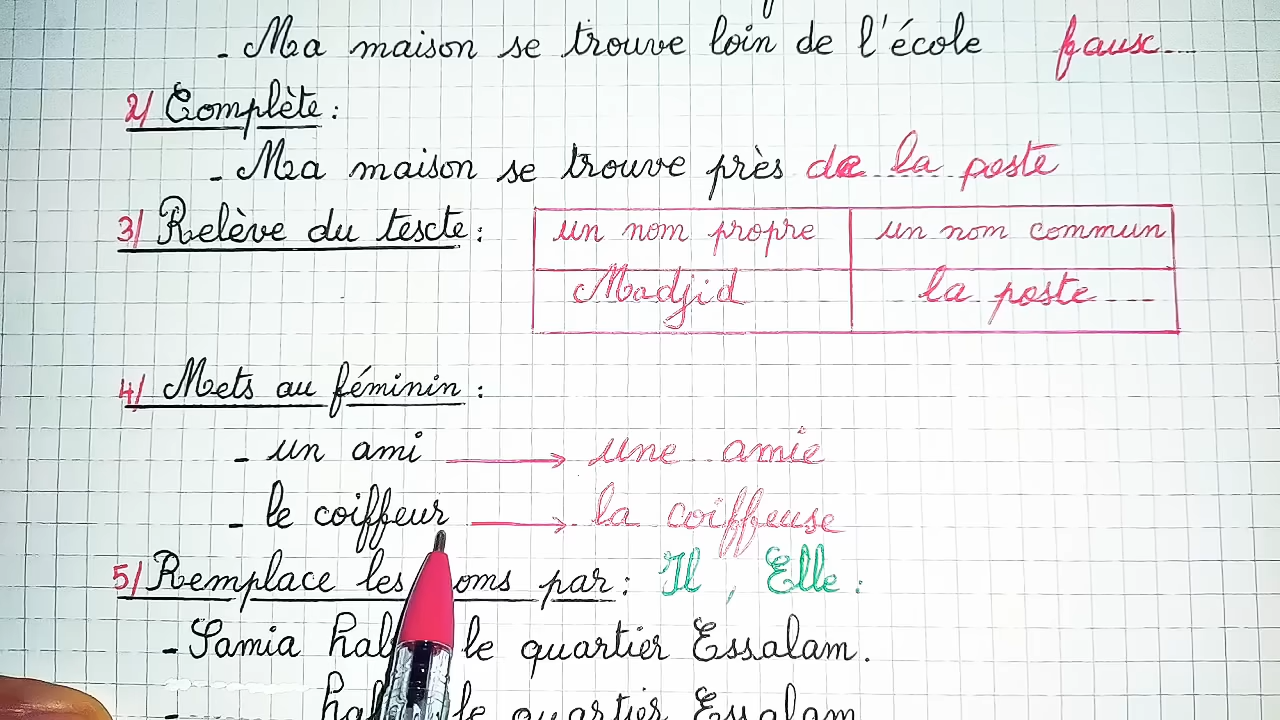 - Ma maison se trouve loin de l'école faux...
2/ Complète :
- Ma maison se trouve près de la poste
3/ Relève du texte :
un nom propre un nom commun
Madjid la poste
4/ Mets au féminin :
- un ami → une amie
- le coiffeur → la coiffeuse
5/ Remplace les par : Il , Elle :
- Samia le quartier Essalam.
- le quartier Essalam